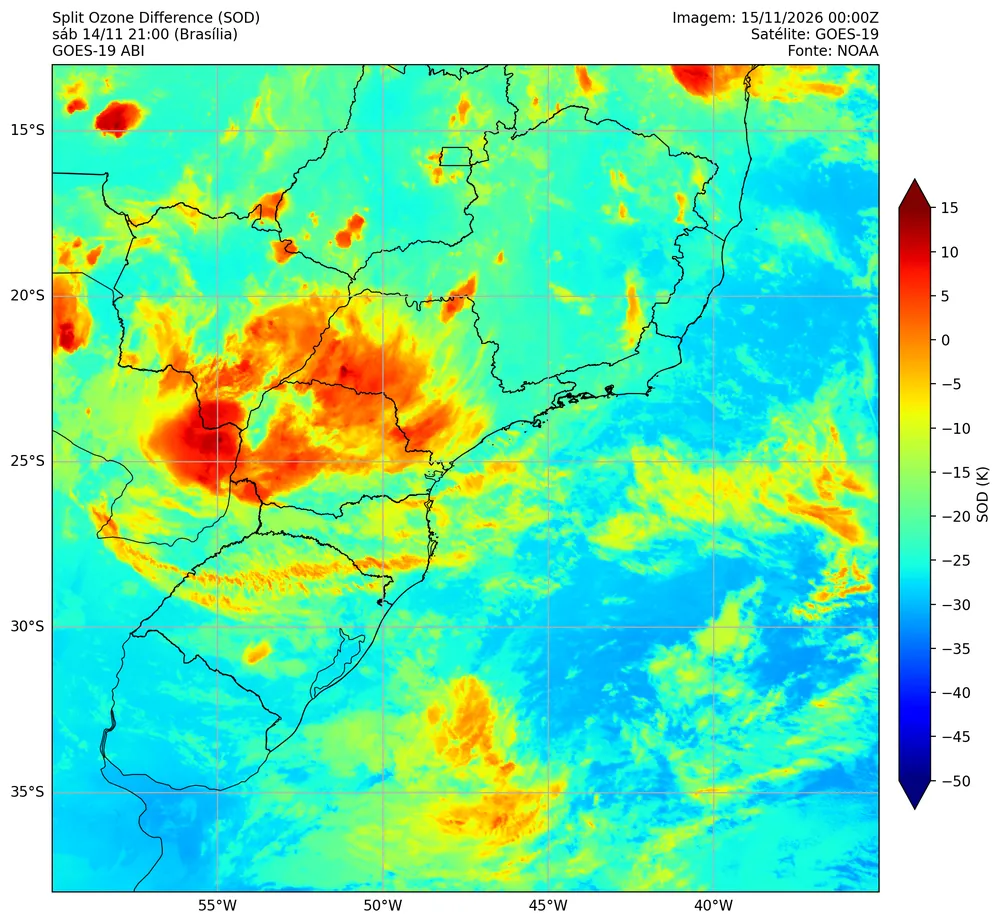 Split Ozone Difference (SOD)
sáb 14/11 21:00 (Brasília)
GOES-19 ABI
Imagem: 15/11/2026 00:00Z
Satélite: GOES-19
Fonte: NOAA
15°S
20°S
25°S
30°S
35°S
55°W
50°W
45°W
40°W
15
10
5
0
−5
−10
−15
−20
−25
−30
−35
−40
−45
−50
SOD (K)